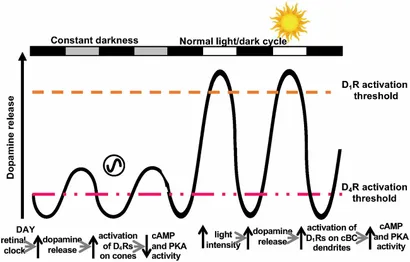 Constant darkness
Normal light/dark cycle
Dopamine release
D₁R activation
threshold
D₄R activation
threshold
DAY
retinal
clock
dopamine
release
activation
of D₄Rs
on cones
cAMP
and PKA
activity
light
intensity
dopamine
release
activation of
D₁Rs on cBC
dendrites
cAMP
and PKA
activity